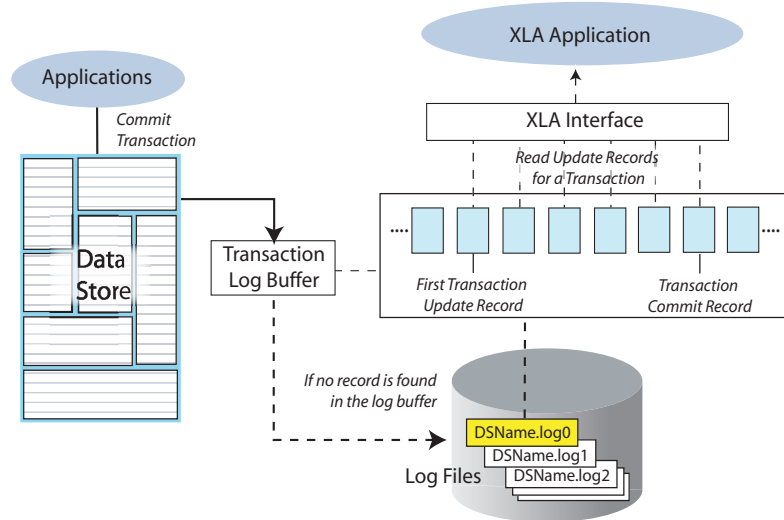 XLA Application
Applications
Commit
Transaction
XLA Interface
Read Update Records
for a Transaction
....
....
Data
Store
Transaction
Log Buffer
First Transaction
Update Record
Transaction
Commit Record
If no record is found
in the log buffer
DSName.log0
DSName.log1
Log Files
DSName.log2